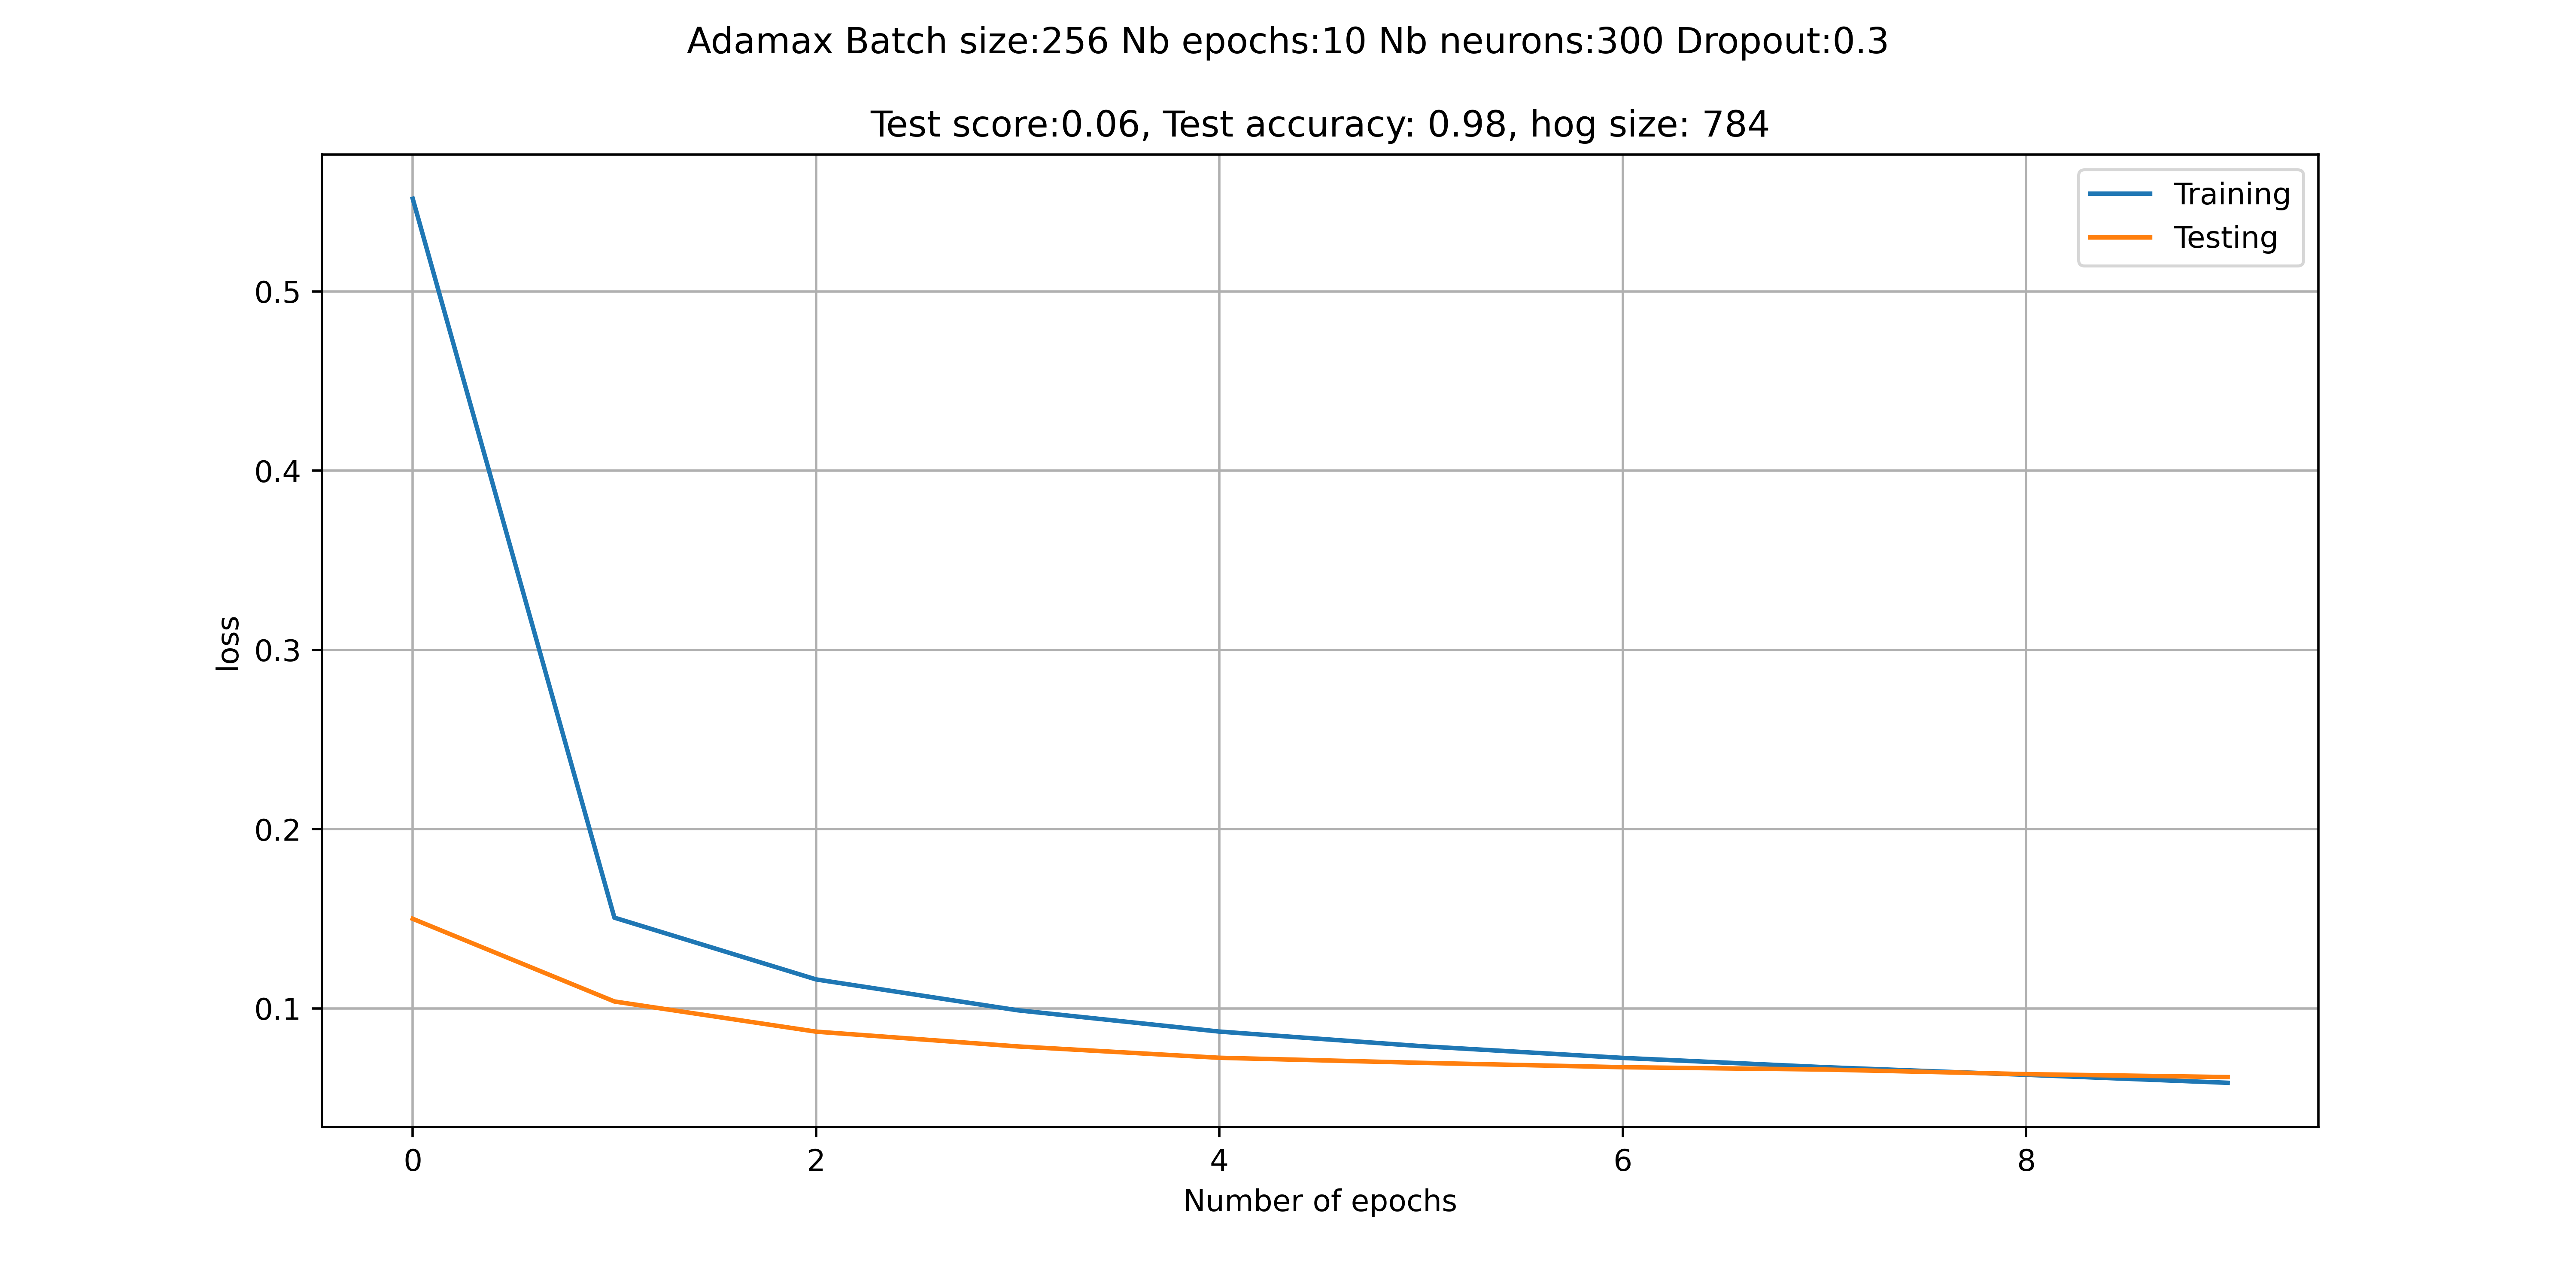 Adamax Batch size:256 Nb epochs:10 Nb neurons:300 Dropout:0.3
Test score:0.06, Test accuracy: 0.98, hog size: 784
Training
Testing
0.5
0.4
0.3
0.2
0.1
loss
0 2 4 6 8
Number of epochs